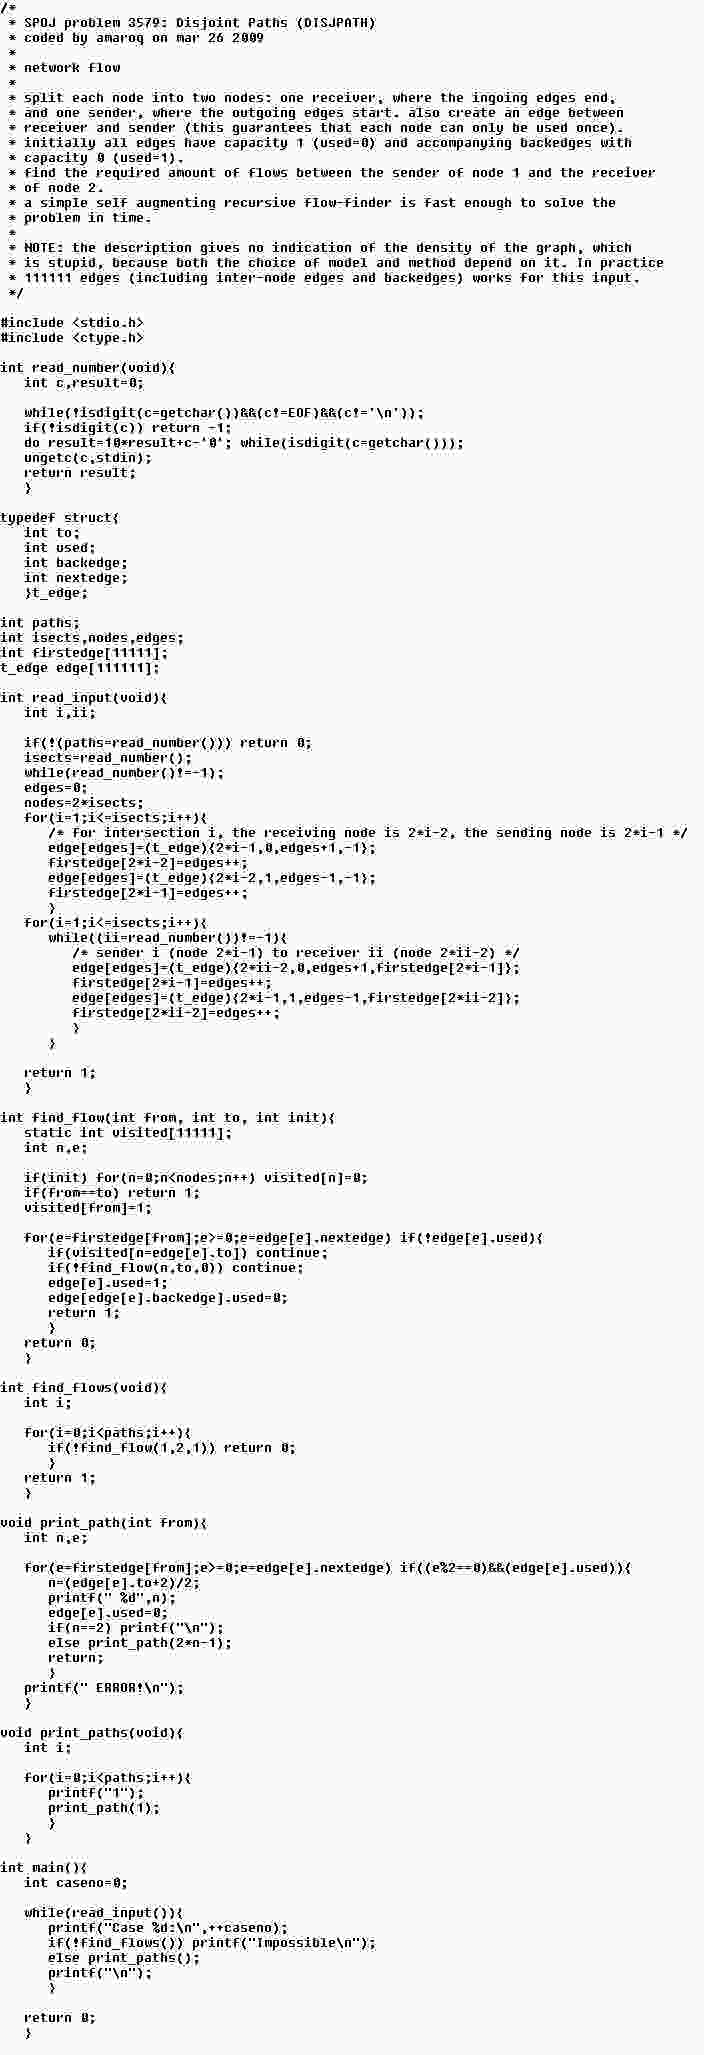 /*
 * SPOJ problem 3579: Disjoint Paths (DISJPATH)
 * coded by amaroq on mar 26 2009
 *
 * network flow
 *
 * split each node into two nodes: one receiver, where the ingoing edges end,
 * and one sender, where the outgoing edges start. also create an edge between
 * receiver and sender (this guarantees that each node can only be used once).
 * initially all edges have capacity 1 (used=0) and accompanying backedges with
 * capacity 0 (used=1).
 * find the required amount of flows between the sender of node 1 and the receiver
 * of node 2.
 * a simple self augmenting recursive flow-finder is fast enough to solve the
 * problem in time.
 *
 * NOTE: the description gives no indication of the density of the graph, which
 * is stupid, because both the choice of model and method depend on it. In practice
 * 111111 edges (including inter-node edges and backedges) works for this input.
 */

#include <stdio.h>
#include <ctype.h>

int read_number(void){
   int c,result=0;

   while(!isdigit(c=getchar())&&(c!=EOF)&&(c!='\n'));
   if(!isdigit(c)) return -1;
   do result=10*result+c-'0'; while(isdigit(c=getchar()));
   ungetc(c,stdin);
   return result;
   }

typedef struct{
   int to;
   int used;
   int backedge;
   int nextedge;
   }t_edge;

int paths;
int isects,nodes,edges;
int firstedge[11111];
t_edge edge[111111];

int read_input(void){
   int i,ii;

   if(!(paths=read_number())) return 0;
   isects=read_number();
   while(read_number()!=-1);
   edges=0;
   nodes=2*isects;
   for(i=1;i<=isects;i++){
      /* for intersection i, the receiving node is 2*i-2, the sending node is 2*i-1 */
      edge[edges]=(t_edge){2*i-1,0,edges+1,-1};
      firstedge[2*i-2]=edges++;
      edge[edges]=(t_edge){2*i-2,1,edges-1,-1};
      firstedge[2*i-1]=edges++;
      }
   for(i=1;i<=isects;i++){
      while((ii=read_number())!=-1){
         /* sender i (node 2*i-1) to receiver ii (node 2*ii-2) */
         edge[edges]=(t_edge){2*ii-2,0,edges+1,firstedge[2*i-1]};
         firstedge[2*i-1]=edges++;
         edge[edges]=(t_edge){2*i-1,1,edges-1,firstedge[2*ii-2]};
         firstedge[2*ii-2]=edges++;
         }
      }

   return 1;
   }

int find_flow(int from, int to, int init){
   static int visited[11111];
   int n,e;

   if(init) for(n=0;n<nodes;n++) visited[n]=0;
   if(from==to) return 1;
   visited[from]=1;

   for(e=firstedge[from];e>=0;e=edge[e].nextedge) if(!edge[e].used){
      if(visited[n=edge[e].to]) continue;
      if(!find_flow(n,to,0)) continue;
      edge[e].used=1;
      edge[edge[e].backedge].used=0;
      return 1;
      }
   return 0;
   }

int find_flows(void){
   int i;

   for(i=0;i<paths;i++){
      if(!find_flow(1,2,1)) return 0;
      }
   return 1;
   }

void print_path(int from){
   int n,e;

   for(e=firstedge[from];e>=0;e=edge[e].nextedge) if((e%2==0)&&(edge[e].used)){
      n=(edge[e].to+2)/2;
      printf(" %d",n);
      edge[e].used=0;
      if(n==2) printf("\n");
      else print_path(2*n-1);
      return;
      }
   printf(" ERROR!\n");
   }

void print_paths(void){
   int i;

   for(i=0;i<paths;i++){
      printf("1");
      print_path(1);
      }
   }

int main(){
   int caseno=0;

   while(read_input()){
      printf("Case %d:\n",++caseno);
      if(!find_flows()) printf("Impossible\n");
      else print_paths();
      printf("\n");
      }

   return 0;
   }